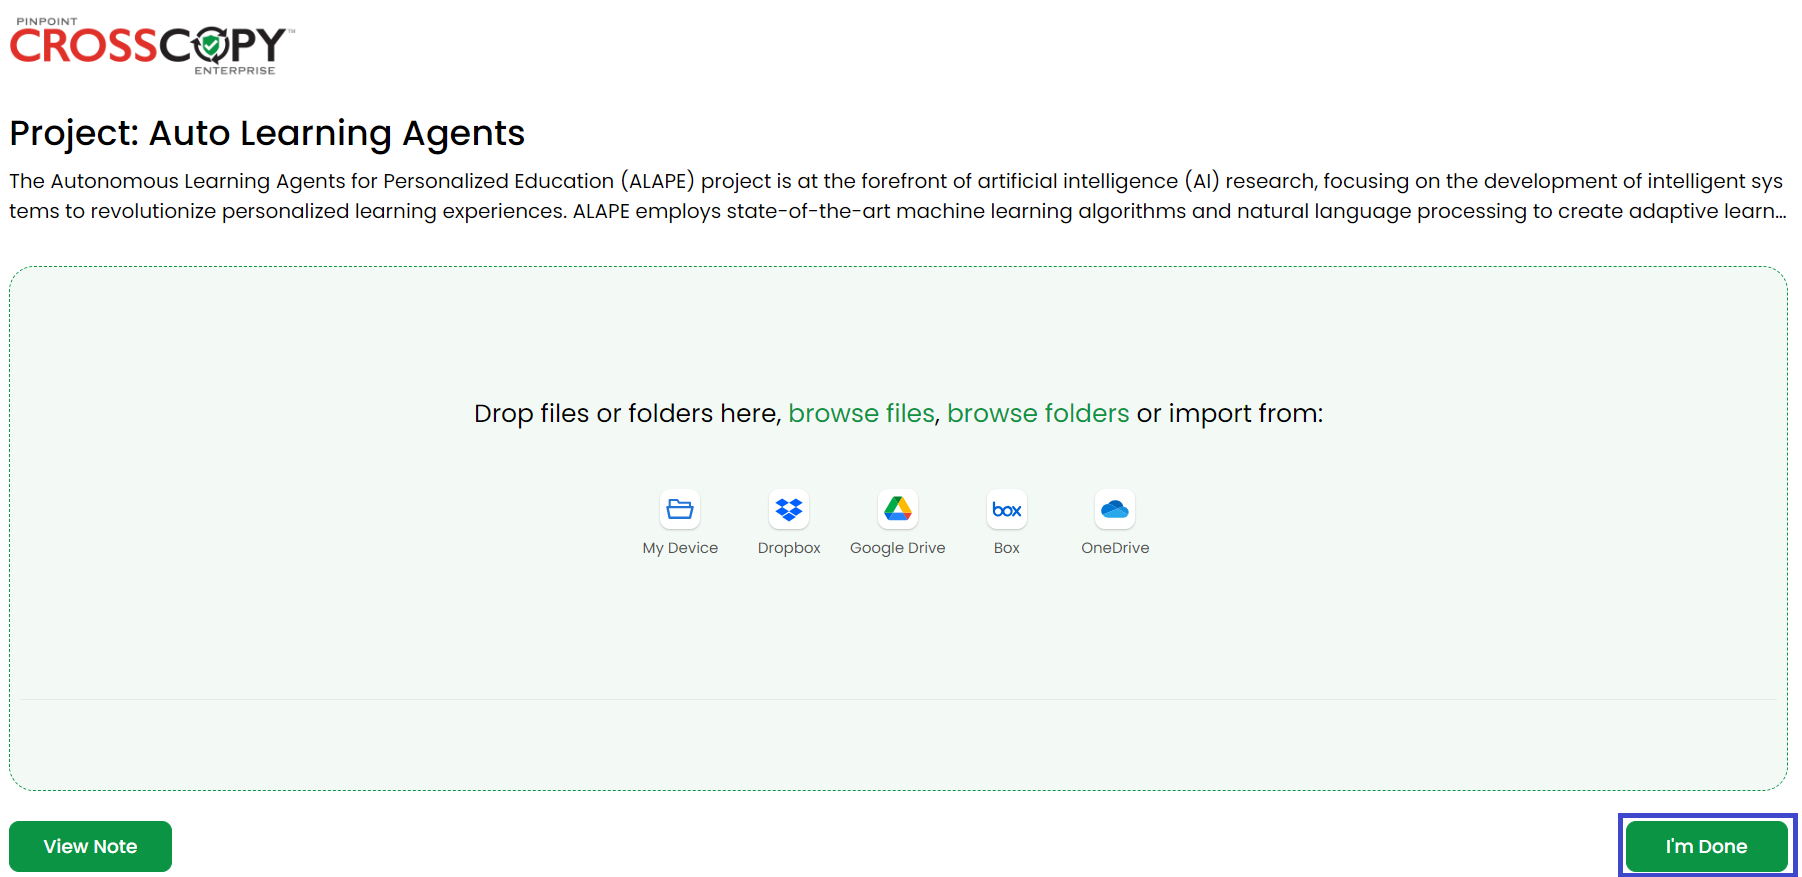 PINPOINT
CROSSCOPY™
ENTERPRISE
Project: Auto Learning Agents
The Autonomous Learning Agents for Personalized Education (ALAPE) project is at the forefront of artificial intelligence (AI) research, focusing on the development of intelligent sys
tems to revolutionize personalized learning experiences. ALAPE employs state-of-the-art machine learning algorithms and natural language processing to create adaptive learn...
Drop files or folders here, browse files, browse folders or import from:
box
My Device Dropbox Google Drive Box OneDrive
View Note I'm Done